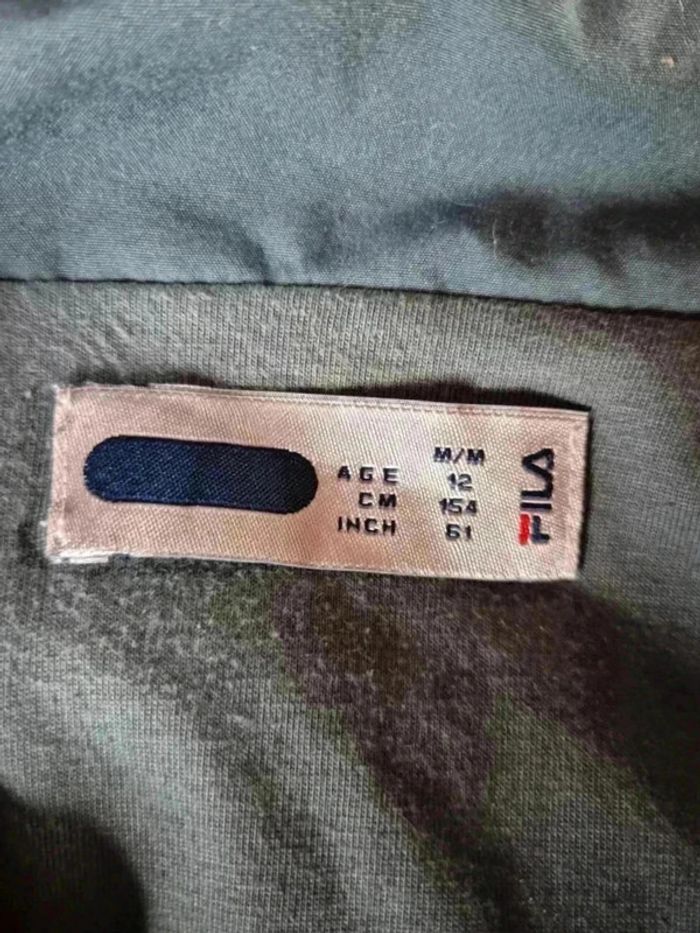 M/M
AGE 12
CM 154
INCH 61
FILA